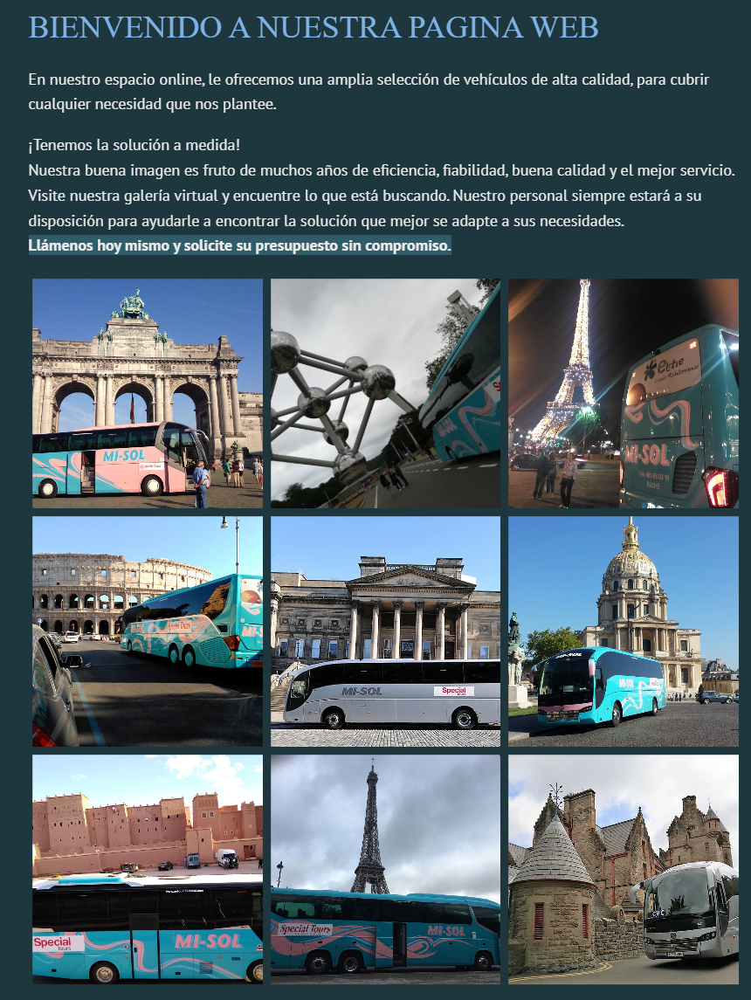 BIENVENIDO A NUESTRA PAGINA WEB
En nuestro espacio online, le ofrecemos una amplia selección de vehículos de alta calidad, para cubrir
cualquier necesidad que nos plantee.
¡Tenemos la solución a medida!
Nuestra buena imagen es fruto de muchos años de eficiencia, fiabilidad, buena calidad y el mejor servicio.
Visite nuestra galería virtual y encuentre lo que está buscando. Nuestro personal siempre estará a su
disposición para ayudarle a encontrar la solución que mejor se adapte a sus necesidades.
Llámenos hoy mismo y solicite su presupuesto sin compromiso.
MI-SOL
MI-SOL
elche
MI-SOL
ELCHE
Special Tours
MI-S
MI-SOL
Special
tours
MI-SOL
Special
tours
MI-SOL
Special Tours
MI-SOL